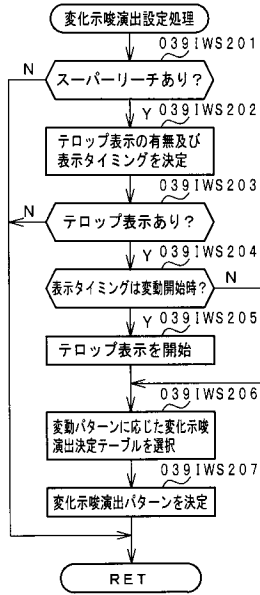 変化示唆演出設定処理
039IWS201
N
スーパーリーチあり？
Y
039IWS202
テロップ表示の有無及び
表示タイミングを決定
039IWS203
N
テロップ表示あり？
Y
039IWS204
表示タイミングは変動開始時？
N
Y
039IWS205
テロップ表示を開始
039IWS206
変動パターンに応じた変化示唆
演出決定テーブルを選択
039IWS207
変化示唆演出パターンを決定
RET